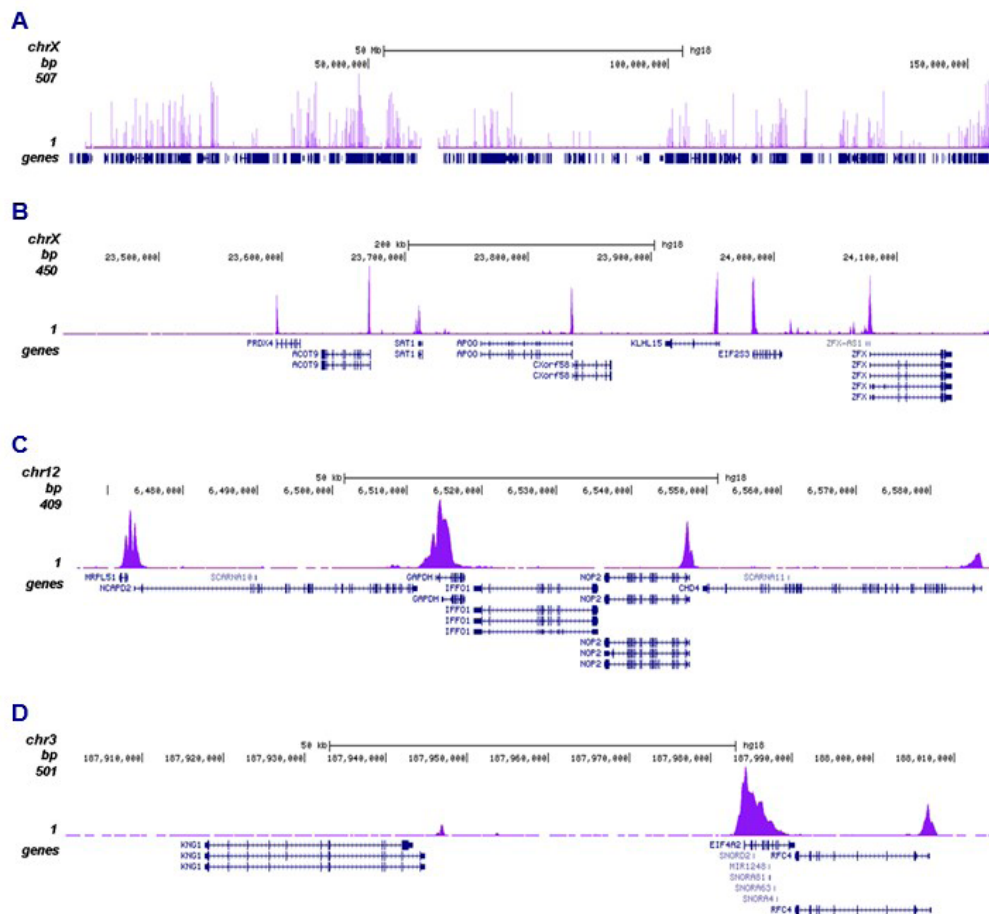 A
chrX
50 Mb hg18
bp
50,000,000 100,000,000 150,000,000
507
1
genes
B
chrX
200 kb hg18
bp
23,500,000 23,600,000 23,700,000 23,800,000 23,900,000 24,000,000 24,100,000
450
1
genes
PRDX4 SAT1 APOO KLHL15 EIF2S3 ZFX-AS1
ACOT9 SAT1 APOO ZFX
ACOT9 CXorf58 ZFX
CXorf58 ZFX
ZFX
ZFX
C
chr12
50 kb hg18
bp
6,480,000 6,490,000 6,500,000 6,510,000 6,520,000 6,530,000 6,540,000 6,550,000 6,560,000 6,570,000 6,580,000
409
1
genes
MRPL51 SCARNA10 GAPDH NOP2 SCARNA11
NCAPD2 IFFO1 NOP2 CHD4
GAPDH IFFO1 NOP2
IFFO1
IFFO1
NOP2
NOP2
NOP2
D
chr3
50 kb hg18
bp
187,910,000 187,920,000 187,930,000 187,940,000 187,950,000 187,960,000 187,970,000 187,980,000 187,990,000 188,000,000 188,010,000
501
1
genes
KNG1 EIF4A2
KNG1 SNORD2 RFC4
KNG1 MIR1248
SNORA81
SNORA63
SNORA4
RFC4